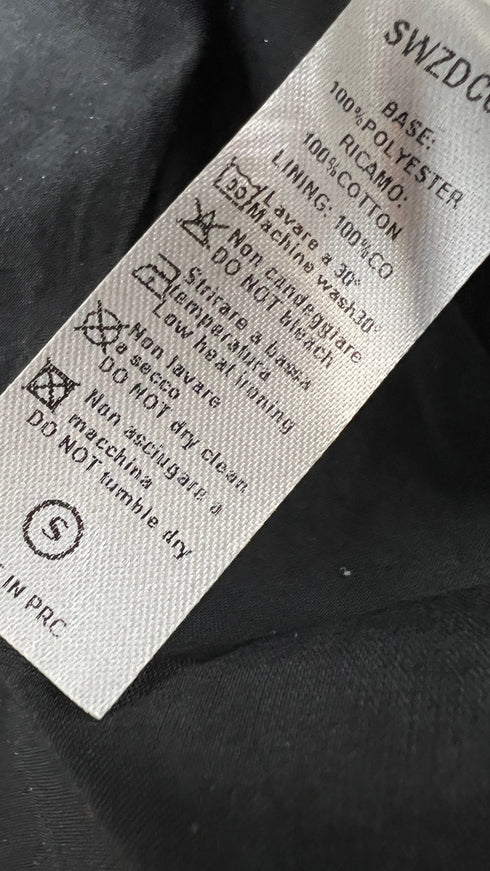 SWZDC
BASE:
100%POLYESTER
RICAMO:
100%COTTON
LINING: 100%CO
30 Lavare a 30°
Machine wash30°
Non candeggiare
DO NOT bleach
Stirare a bassa
temperatura
Low heat ironing
Non lavare
a secco
DO NOT dry clean
Non asciugare a
macchina
DO NOT tumble dry
S
IN PRC